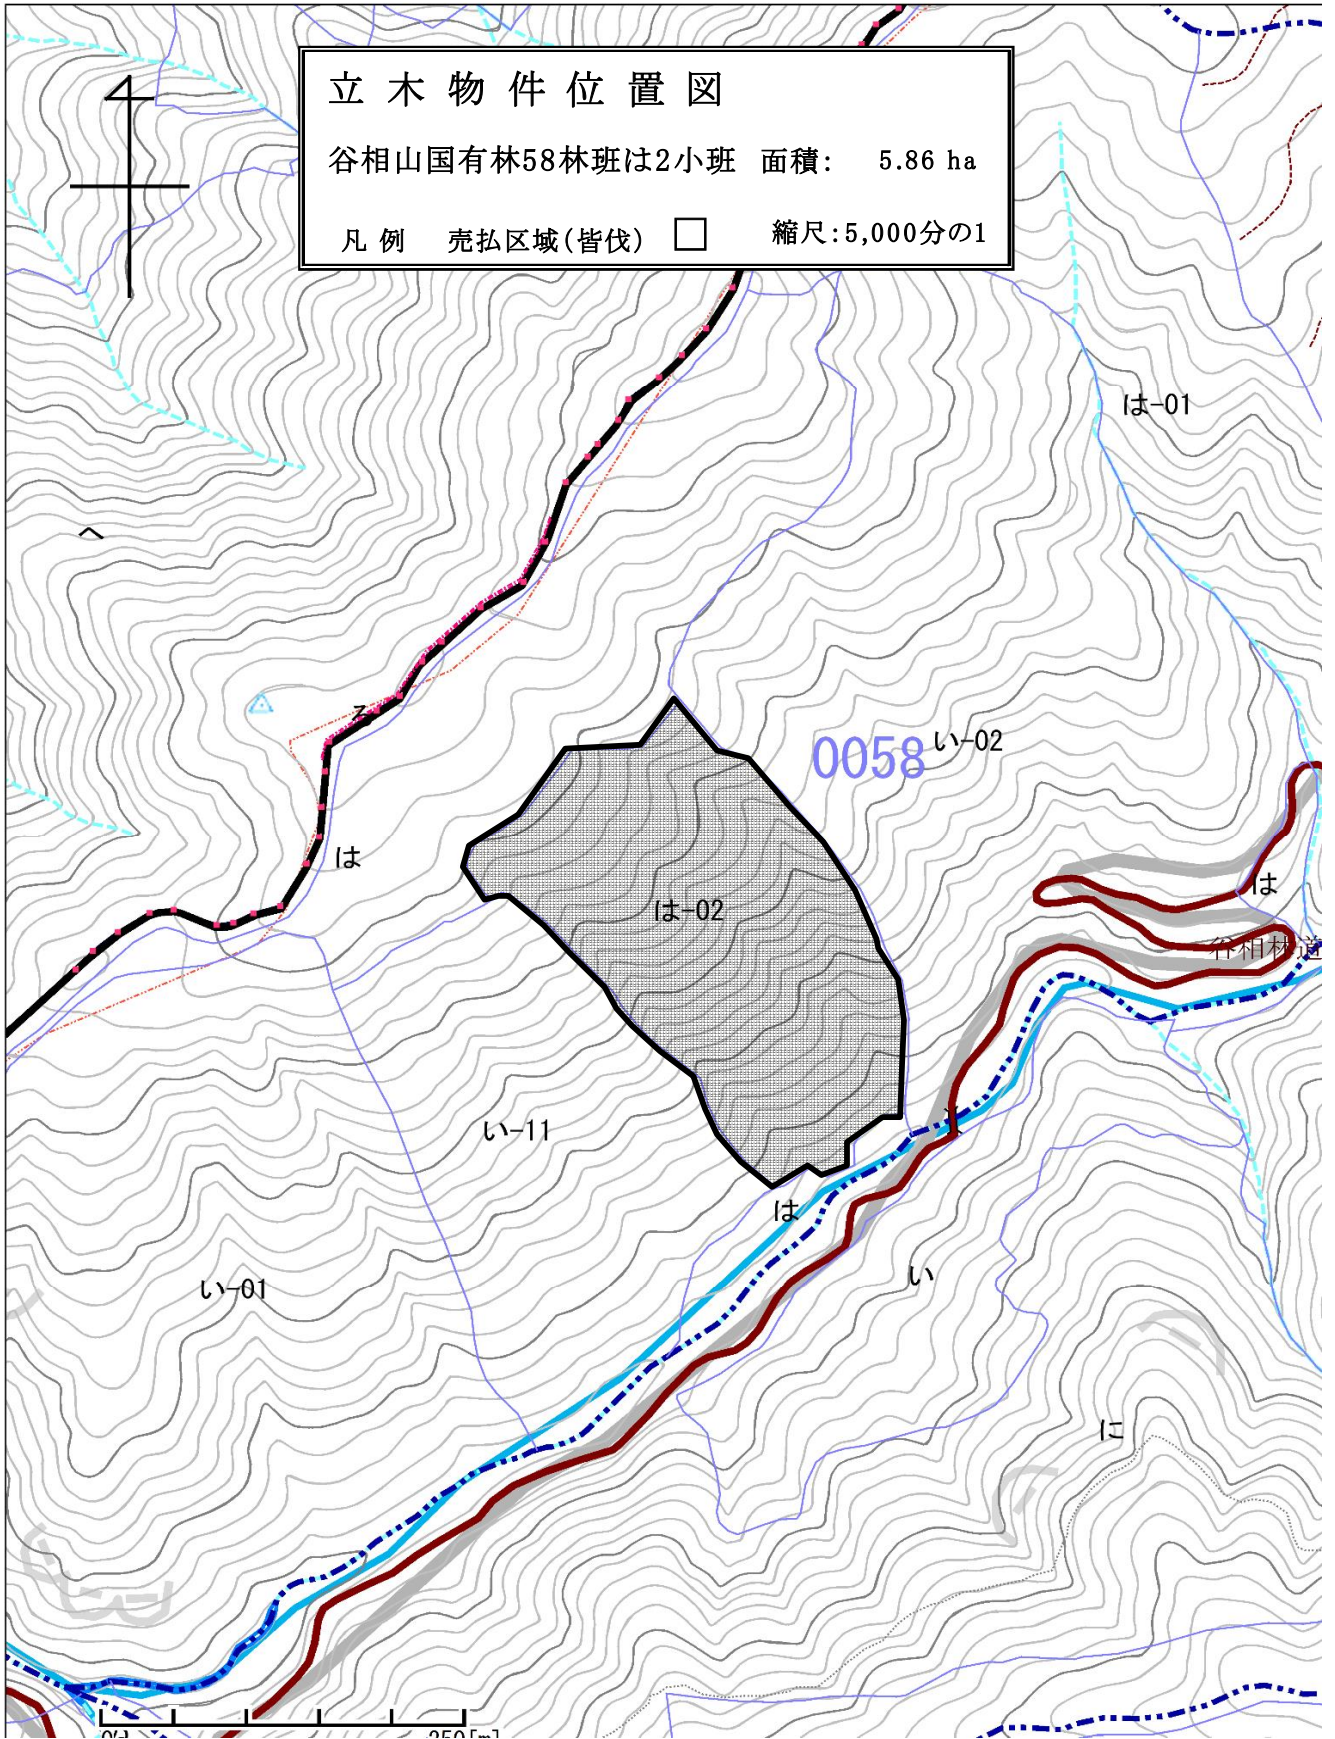 立木物件位置図
谷相山国有林58林班は2小班 面積: 5.86 ha
凡例 売払区域(皆伐) 縮尺:5,000分の1
は-01
へ
ろ
い-02
0058
は
は
は-02
谷相林道
い-11
は
い
い-01
に
250[m]